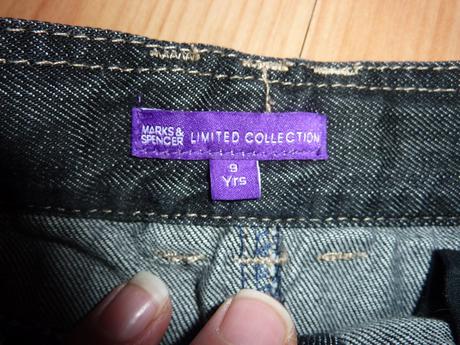 MARKS &
SPENCER
LIMITED COLLECTION
9
Yrs